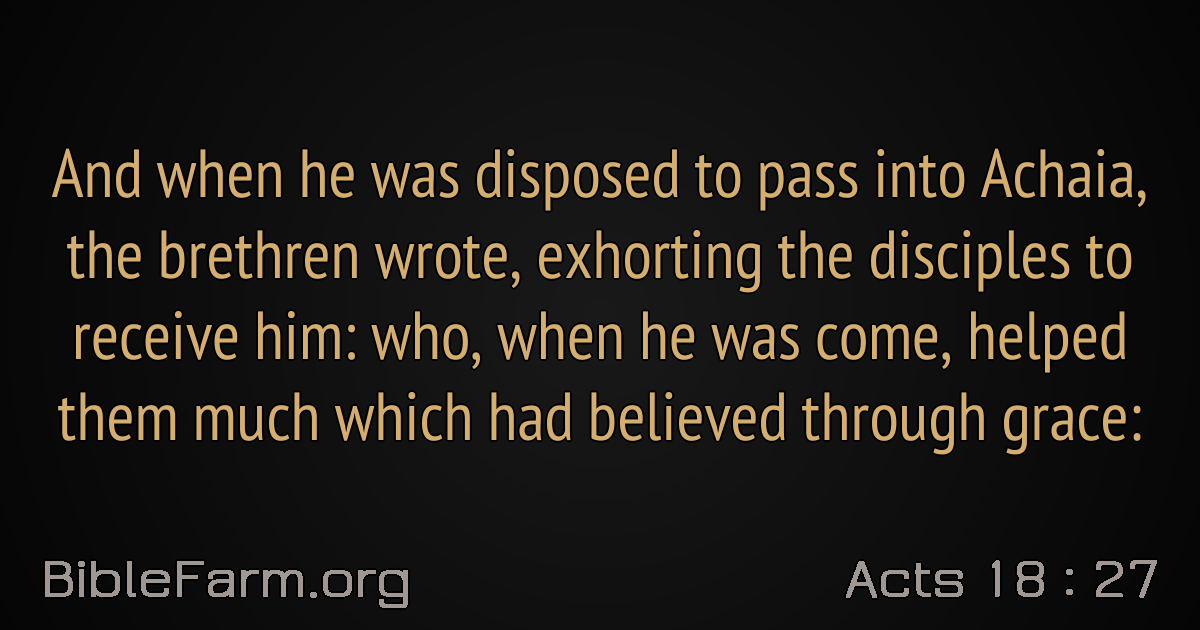 And when he was disposed to pass into Achaia,
the brethren wrote, exhorting the disciples to
receive him: who, when he was come, helped
them much which had believed through grace:
BibleFarm.org
Acts 18 : 27